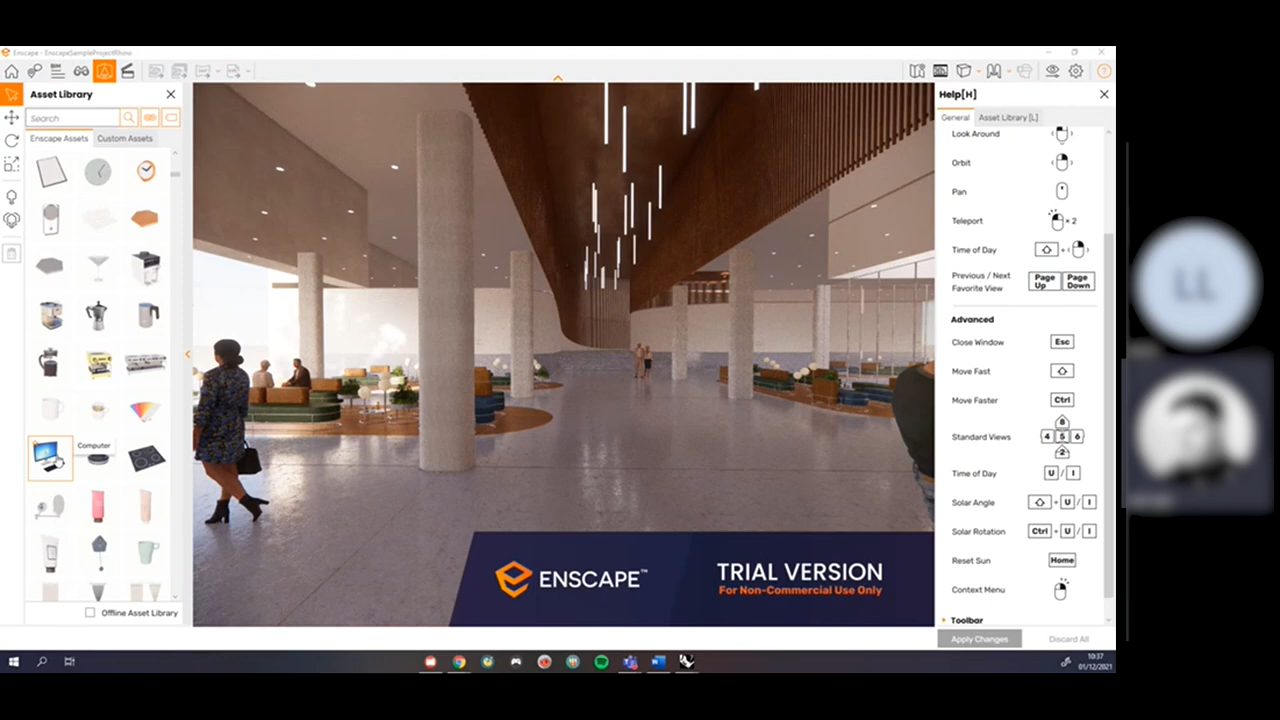 Enscape - EnscapeSampleProjectRhino
Asset Library
Search
Enscape Assets
Custom Assets
Computer
Offline Asset Library
ENSCAPE™
TRIAL VERSION
For Non-Commercial Use Only
Help[H]
General
Asset Library [L]
Look Around
Orbit
Pan
Teleport
× 2
Time of Day
+
Previous / Next
Favorite View
Page Up
Page Down
Advanced
Close Window
Esc
Move Fast
Move Faster
Ctrl
Standard Views
8
4 5 6
2
Time of Day
U / I
Solar Angle
+ U / I
Solar Rotation
Ctrl + U / I
Reset Sun
Home
Context Menu
Toolbar
Apply Changes
Discard All
10:37
01/12/2021
LL